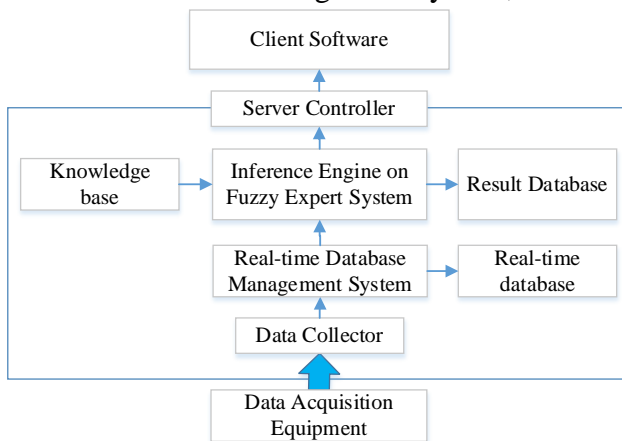 Client Software
Server Controller
Knowledge
base
Inference Engine on
Fuzzy Expert System
Result Database
Real-time Database
Management System
Real-time
database
Data Collector
Data Acquisition
Equipment